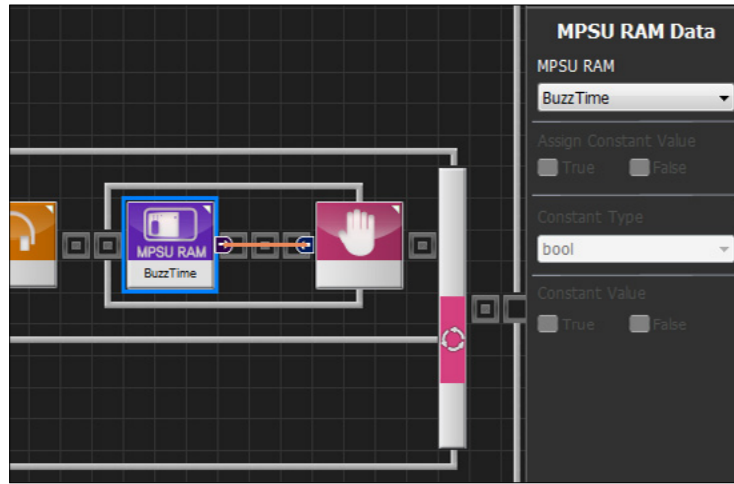 MPSU RAM Data
MPSU RAM
BuzzTime
Assign Constant Value
True False
Constant Type
bool
Constant Value
True False
MPSU RAM
BuzzTime